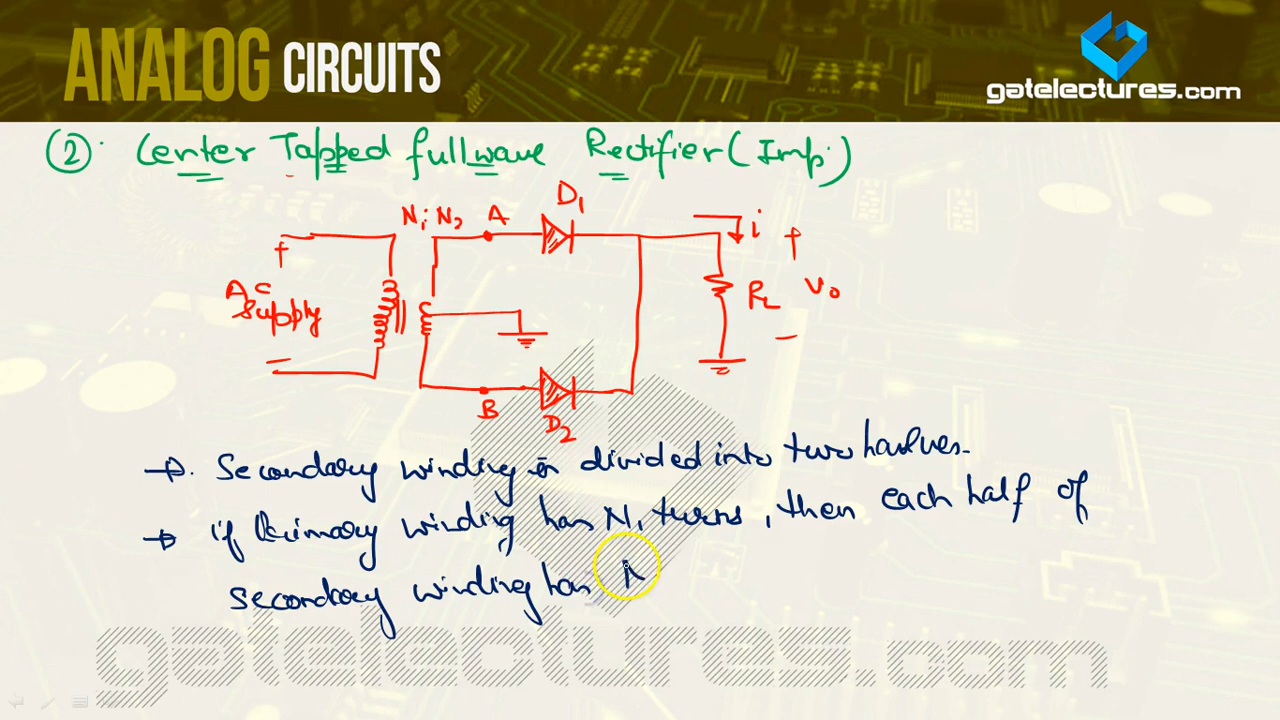 ANALOG CIRCUITS
gatelectures.com
(2). Center Tapped fullwave Rectifier (Imp.)
N1: N2 A D1
i
+ +
AC
Supply
RL Vo
- -
B
D2
→ Secondary winding is divided into two halves.
→ if Primary winding has N1 turns, then each half of
secondary winding has N
gatelectures.com